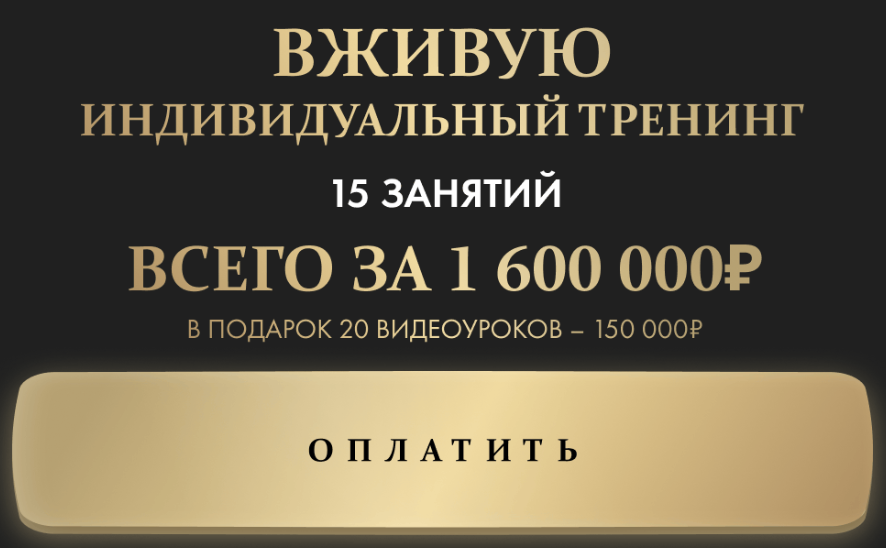 ВЖИВУЮ
ИНДИВИДУАЛЬНЫЙ ТРЕНИНГ
15 ЗАНЯТИЙ
ВСЕГО ЗА 1 600 000₽
В ПОДАРОК 20 ВИДЕОУРОКОВ – 150 000₽
ОПЛАТИТЬ